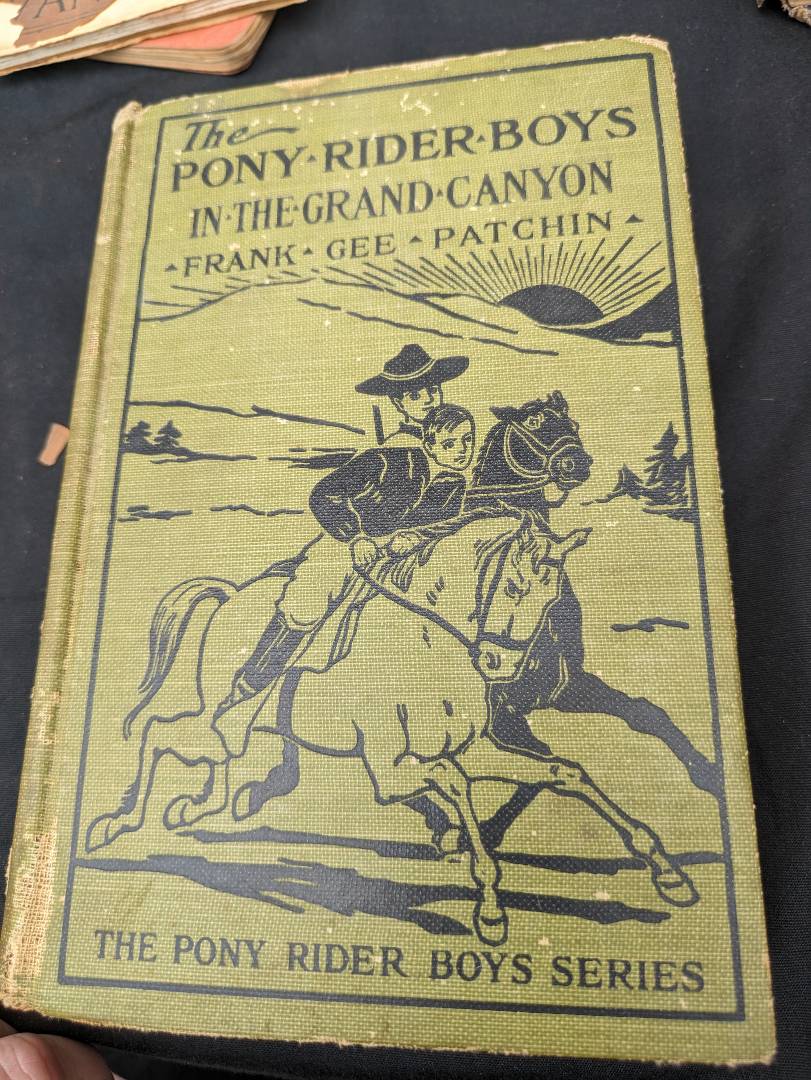 The
PONY·RIDER·BOYS
IN·THE·GRAND·CANYON
FRANK GEE PATCHIN
THE PONY RIDER BOYS SERIES